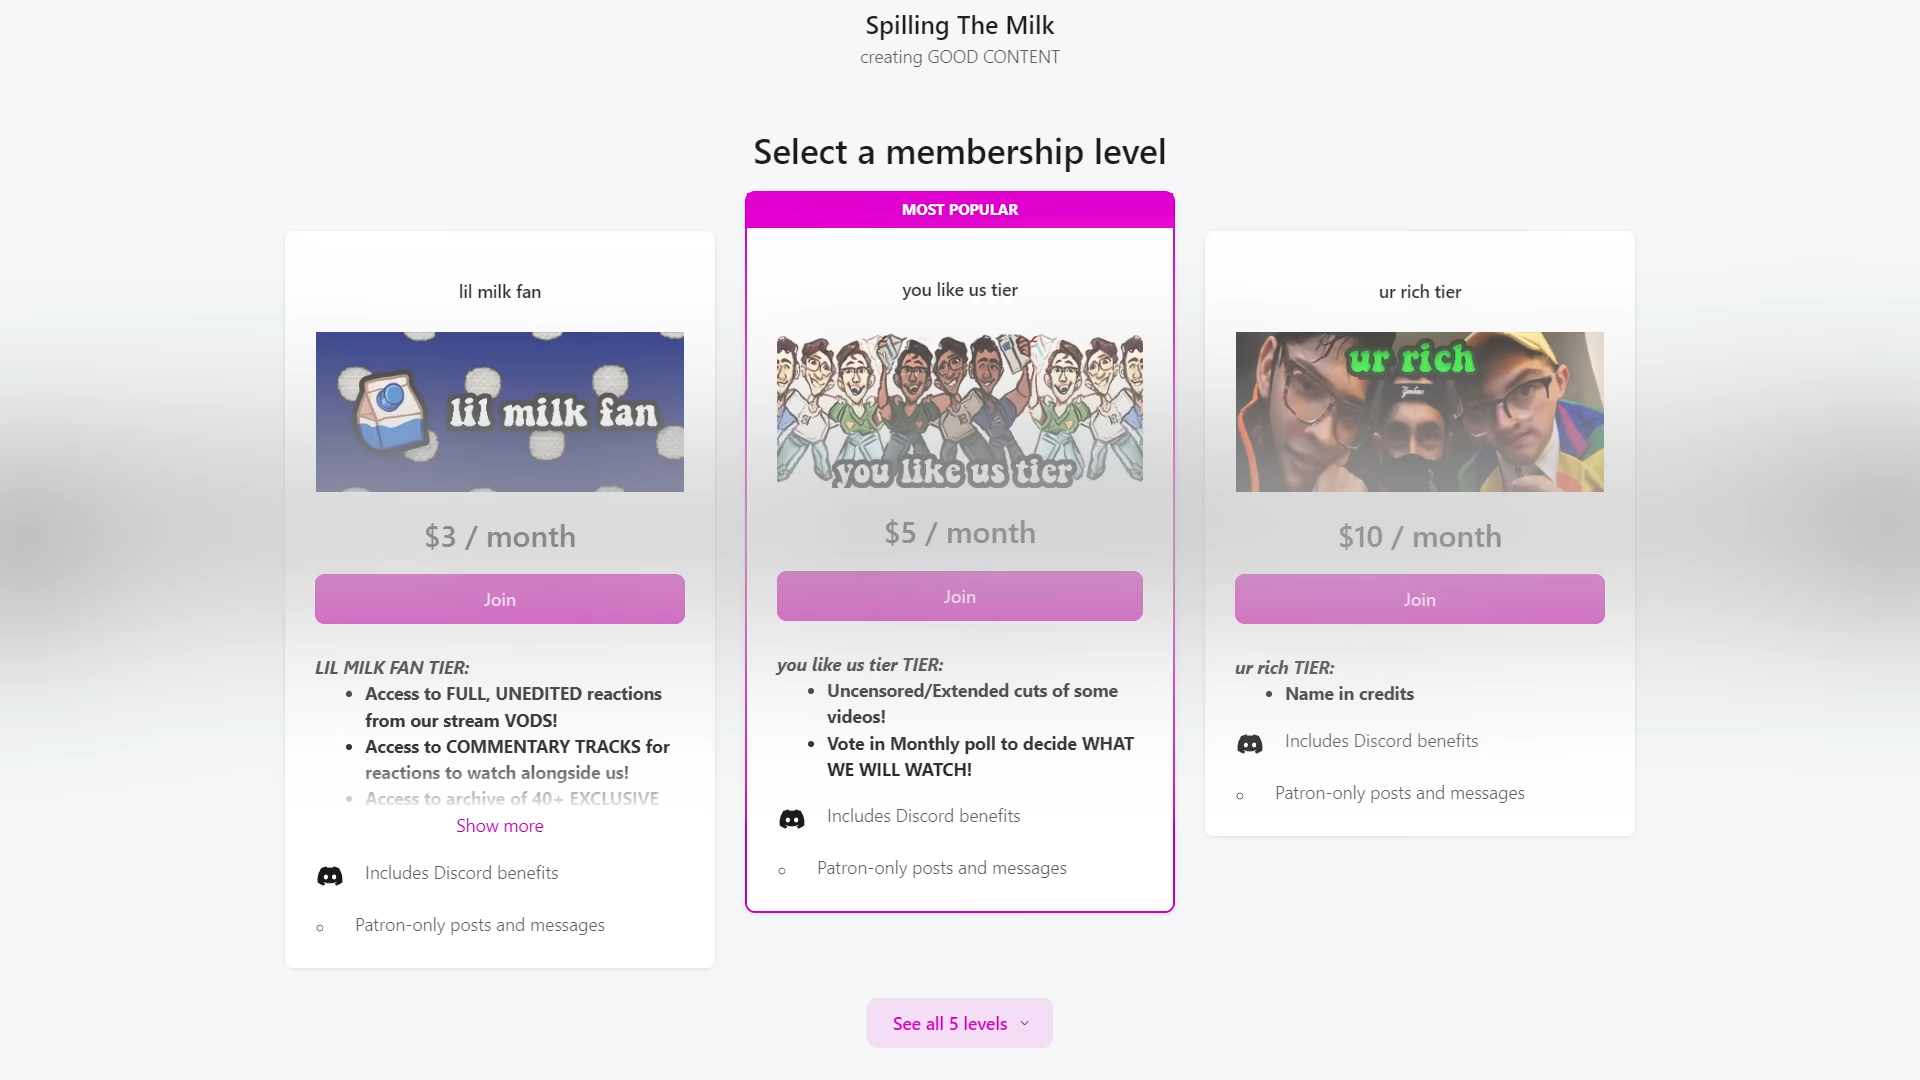 Spilling The Milk
creating GOOD CONTENT
Select a membership level
lil milk fan
lil milk fan
$3 / month
Join
LIL MILK FAN TIER:
• Access to FULL, UNEDITED reactions
from our stream VODS!
• Access to COMMENTARY TRACKS for
reactions to watch alongside us!
• Access to archive of 40+ EXCLUSIVE
Show more
Includes Discord benefits
Patron-only posts and messages
MOST POPULAR
you like us tier
you like us tier
$5 / month
Join
you like us tier TIER:
• Uncensored/Extended cuts of some
videos!
• Vote in Monthly poll to decide WHAT
WE WILL WATCH!
Includes Discord benefits
Patron-only posts and messages
ur rich tier
ur rich
Yankees
$10 / month
Join
ur rich TIER:
• Name in credits
Includes Discord benefits
Patron-only posts and messages
See all 5 levels